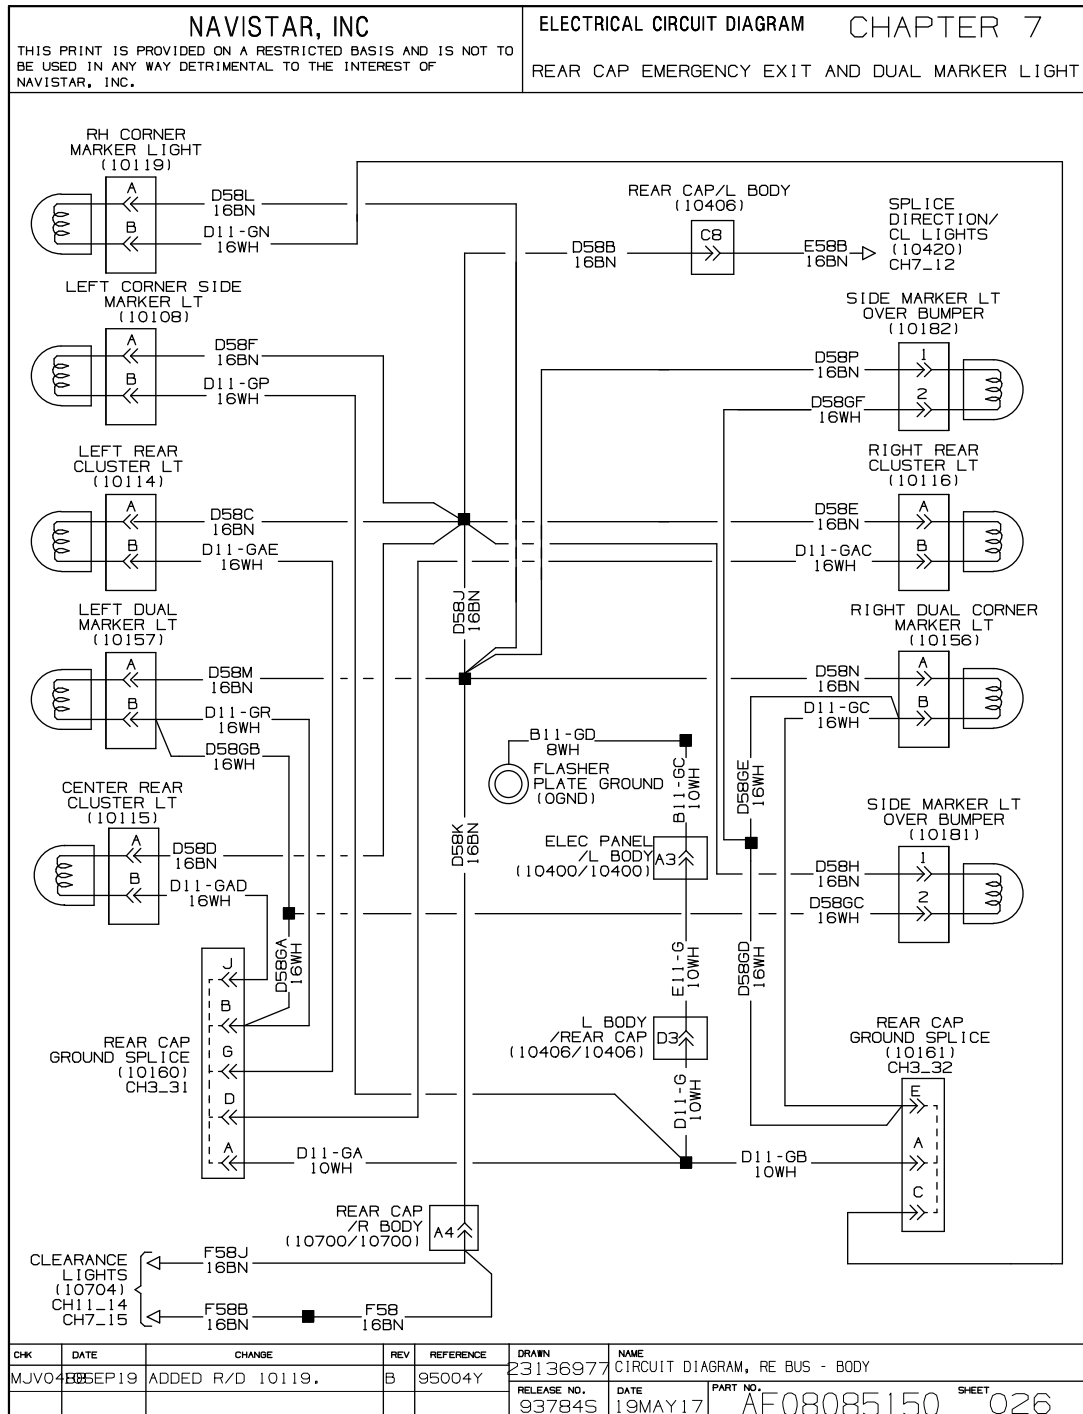 NAVISTAR, INC
THIS PRINT IS PROVIDED ON A RESTRICTED BASIS AND IS NOT TO
BE USED IN ANY WAY DETRIMENTAL TO THE INTEREST OF
NAVISTAR, INC.
ELECTRICAL CIRCUIT DIAGRAM CHAPTER 7
REAR CAP EMERGENCY EXIT AND DUAL MARKER LIGHT
RH CORNER
MARKER LIGHT
(10119)
A
D58L
16BN
B
D11-GN
16WH
REAR CAP/L BODY
(10406)
C8
D58B
16BN
E58B
16BN
SPLICE
DIRECTION/
CL LIGHTS
(10420)
CH7_12
LEFT CORNER SIDE
MARKER LT
(10108)
A
D58F
16BN
B
D11-GP
16WH
SIDE MARKER LT
OVER BUMPER
(10182)
D58P
16BN
1
D58GF
16WH
2
LEFT REAR
CLUSTER LT
(10114)
A
D58C
16BN
B
D11-GAE
16WH
RIGHT REAR
CLUSTER LT
(10116)
D58E
16BN
A
D11-GAC
16WH
B
D58J
16BN
LEFT DUAL
MARKER LT
(10157)
A
D58M
16BN
B
D11-GR
16WH
D58GB
16WH
RIGHT DUAL CORNER
MARKER LT
(10156)
D58N
16BN
A
D11-GC
16WH
B
B11-GD
8WH
FLASHER
PLATE GROUND
(0GND)
B11-GC
10WH
D58GE
16WH
CENTER REAR
CLUSTER LT
(10115)
A
D58D
16BN
B
D11-GAD
16WH
D58K
16BN
ELEC PANEL
/L BODY
(10400/10400)
A3
SIDE MARKER LT
OVER BUMPER
(10181)
D58H
16BN
1
D58GC
16WH
2
D58GA
16WH
E11-G
10WH
D58GD
16WH
J
B
G
D
A
REAR CAP
GROUND SPLICE
(10160)
CH3_31
L BODY
/REAR CAP
(10406/10406)
D3
D11-G
10WH
REAR CAP
GROUND SPLICE
(10161)
CH3_32
E
A
C
D11-GA
10WH
D11-GB
10WH
REAR CAP
/R BODY
(10700/10700)
A4
CLEARANCE
LIGHTS
(10704)
CH11_14
CH7_15
F58J
16BN
F58B
16BN
F58
16BN
CHK DATE CHANGE REV REFERENCE
ADDED R/D 10119. B 95004Y
DRAWN
23136977
NAME
CIRCUIT DIAGRAM, RE BUS - BODY
RELEASE NO.
93784S
DATE
19MAY17
PART NO.
AF08085150
SHEET
026